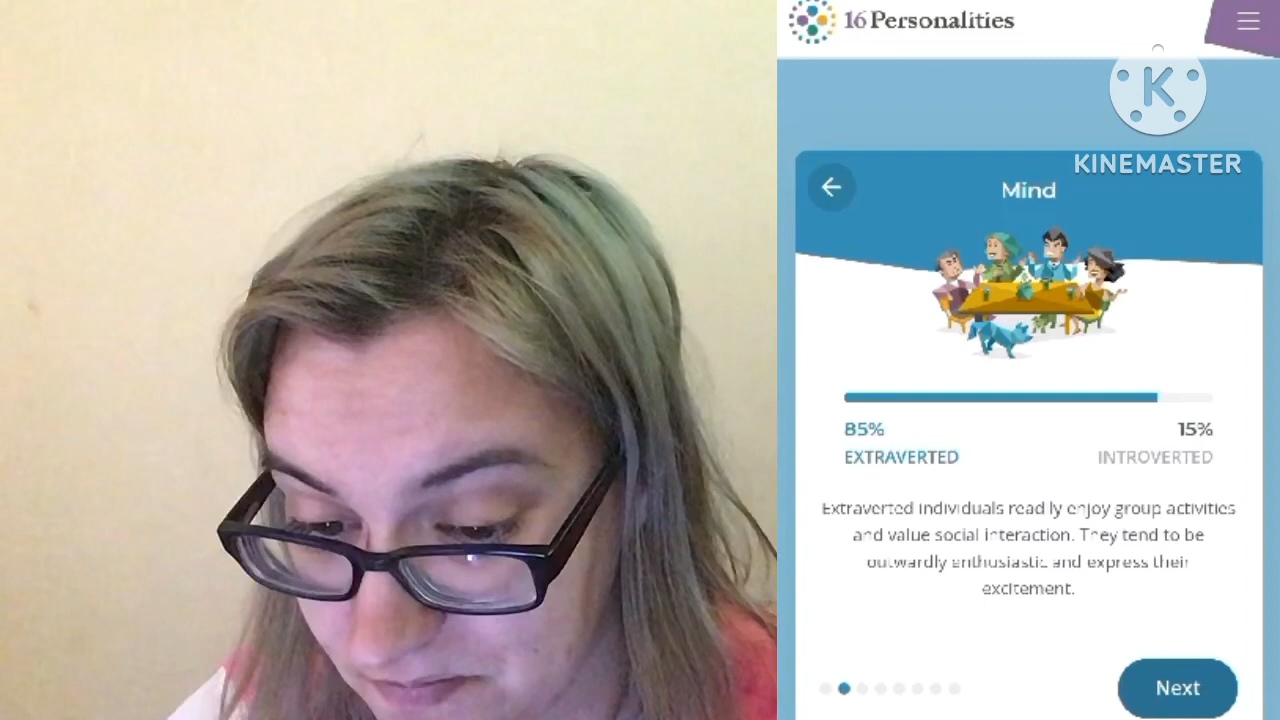 16Personalities
K
KINEMASTER
Mind
85%
15%
EXTRAVERTED
INTROVERTED
Extraverted individuals readily enjoy group activities
and value social interaction. They tend to be
outwardly enthusiastic and express their
excitement.
Next